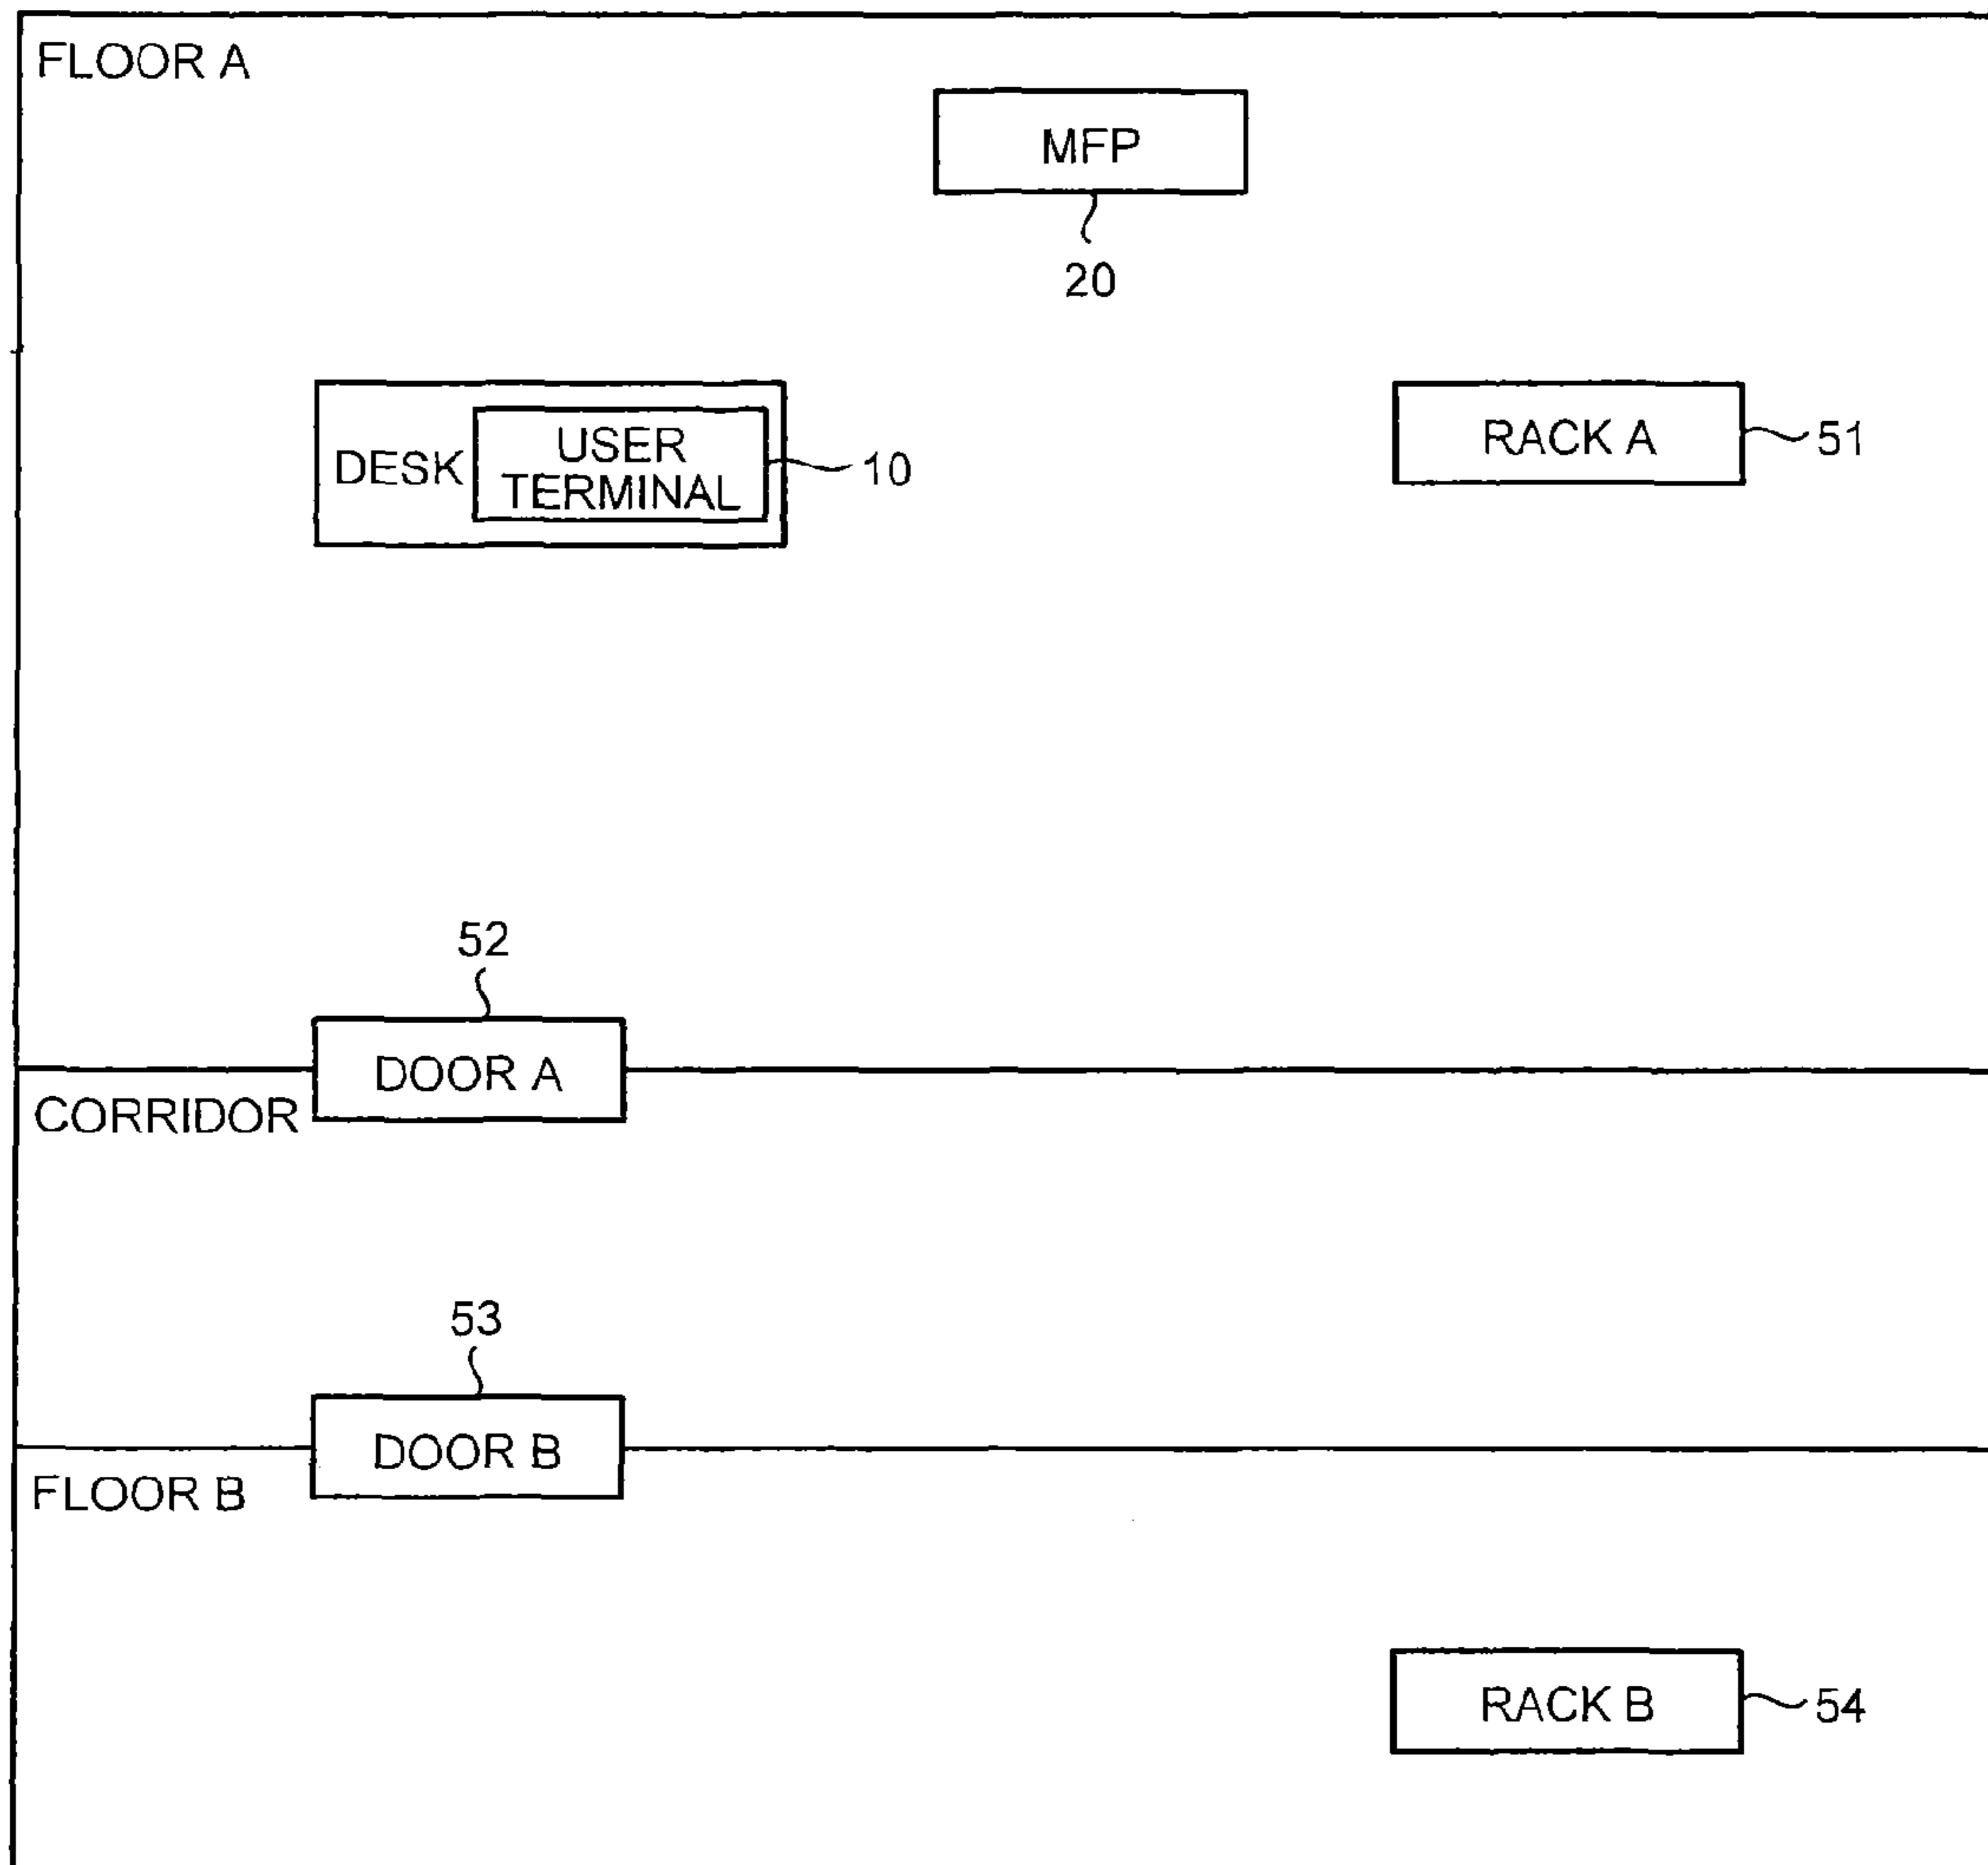 FLOOR A
MFP
20
DESK
USER
TERMINAL
10
RACK A
51
52
DOOR A
CORRIDOR
53
DOOR B
FLOOR B
RACK B
54